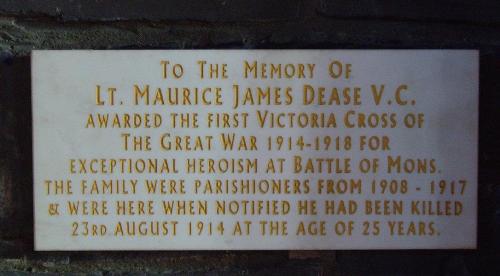 To The Memory Of
Lt. Maurice James Dease V.C.
awarded the first Victoria Cross of
The Great War 1914-1918 for
exceptional heroism at Battle of Mons.
The family were parishioners from 1908 - 1917
& were here when notified he had been killed
23rd August 1914 at the age of 25 years.